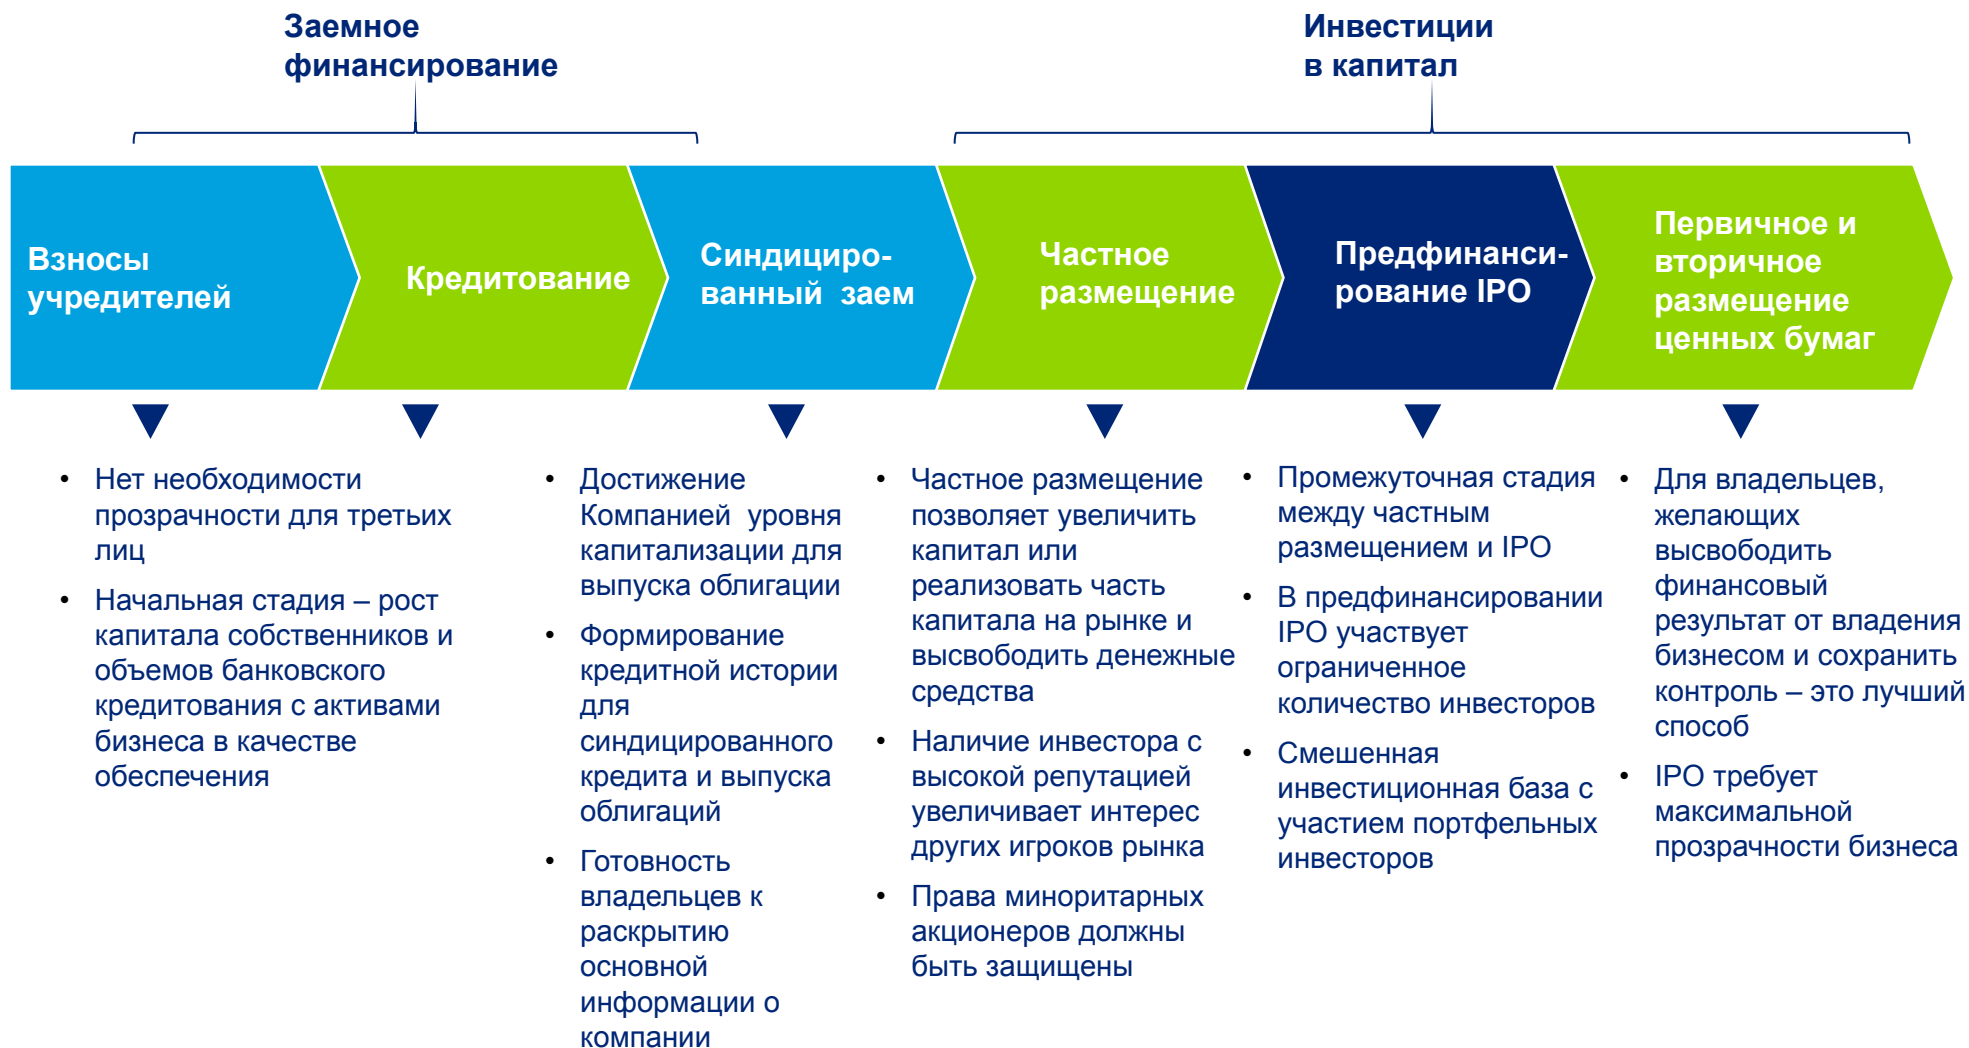 Заемное
финансирование
Инвестиции
в капитал
Взносы
учредителей
Кредитование
Синдициро-
ванный заем
Частное
размещение
Предфинанси-
рование IPO
Первичное и
вторичное
размещение
ценных бумаг
• Нет необходимости
прозрачности для третьих
лиц
• Начальная стадия – рост
капитала собственников и
объемов банковского
кредитования с активами
бизнеса в качестве
обеспечения
• Достижение
Компанией уровня
капитализации для
выпуска облигации
• Формирование
кредитной истории
для
синдицированного
кредита и выпуска
облигаций
• Готовность
владельцев к
раскрытию
основной
информации о
компании
• Частное размещение
позволяет увеличить
капитал или
реализовать часть
капитала на рынке и
высвободить денежные
средства
• Наличие инвестора с
высокой репутацией
увеличивает интерес
других игроков рынка
• Права миноритарных
акционеров должны
быть защищены
• Промежуточная стадия
между частным
размещением и IPO
• В предфинансировании
IPO участвует
ограниченное
количество инвесторов
• Смешенная
инвестиционная база с
участием портфельных
инвесторов
• Для владельцев,
желающих
высвободить
финансовый
результат от владения
бизнесом и сохранить
контроль – это лучший
способ
• IPO требует
максимальной
прозрачности бизнеса